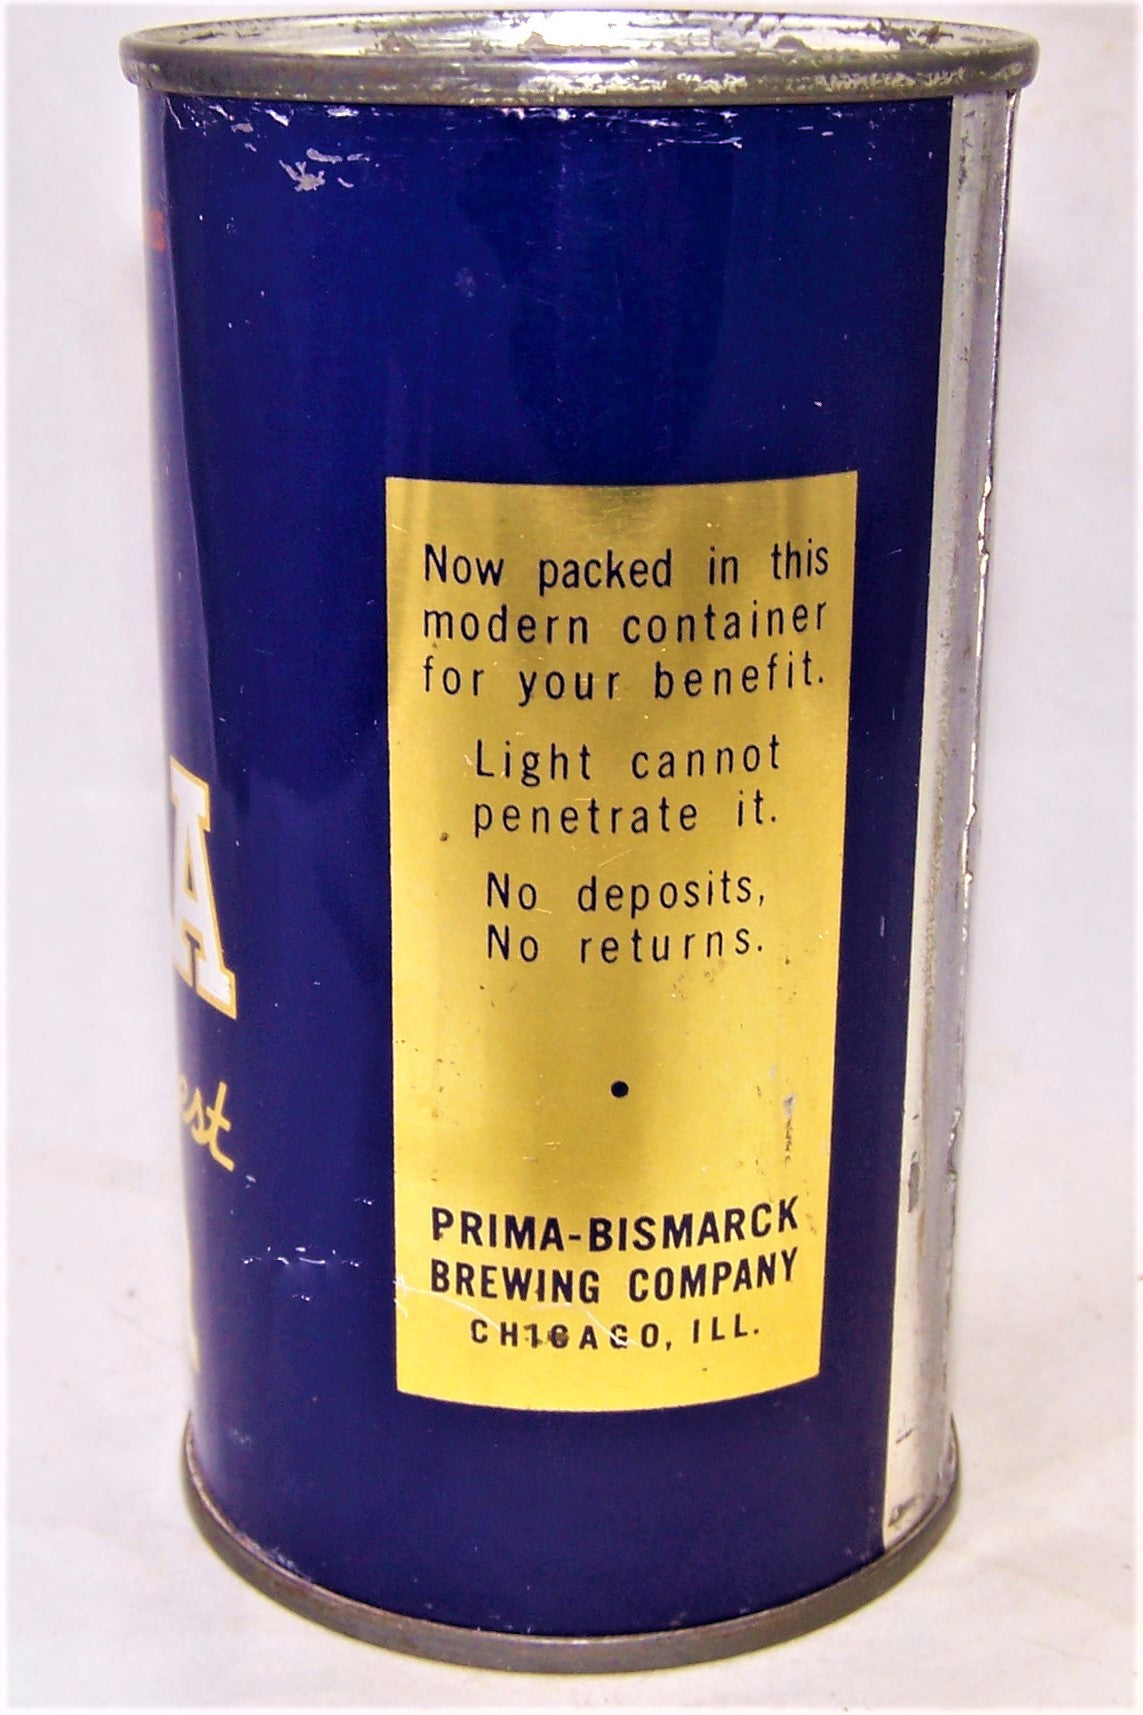 Now packed in this
modern container
for your benefit.
Light cannot
penetrate it.
No deposits,
No returns.
PRIMA-BISMARCK
BREWING COMPANY
CHICAGO, ILL.
A
est